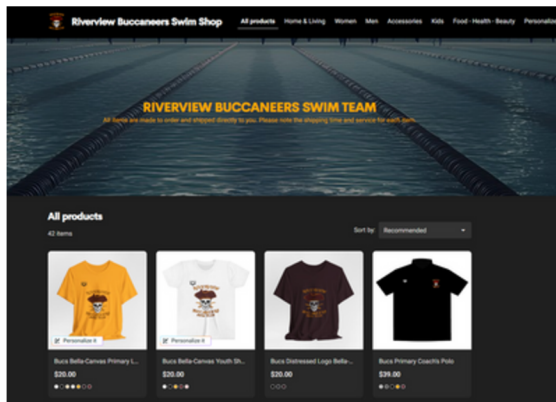 Riverview Buccaneers Swim Shop
All products Home & Living Women Men Accessories Kids Food - Health - Beauty Personaliz
RIVERVIEW BUCCANEERS SWIM TEAM
All items are made to order and shipped directly to you. Please note the shipping time and service for each item.
All products
42 items
Sort by: Recommended
Personalize it
Personalize it
Bucs Bella-Canvas Primary L...
Bucs Bella-Canvas Youth Sh...
Bucs Distressed Logo Bella-...
Bucs Primary Coach's Polo
$20.00
$20.00
$20.00
$39.00